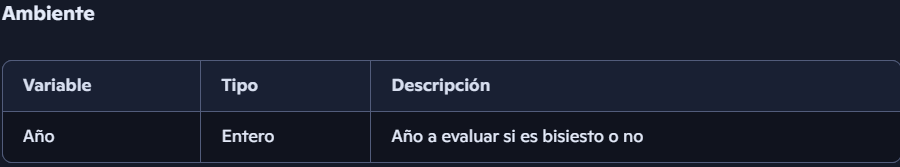 Ambiente
Variable Tipo Descripción
Año Entero Año a evaluar si es bisiesto o no